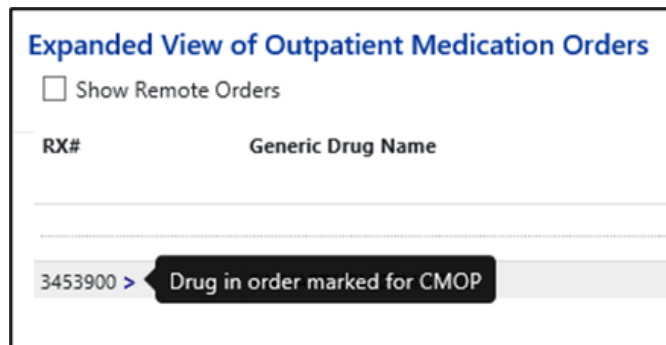 Expanded View of Outpatient Medication Orders
Show Remote Orders
RX# Generic Drug Name
3453900 > Drug in order marked for CMOP